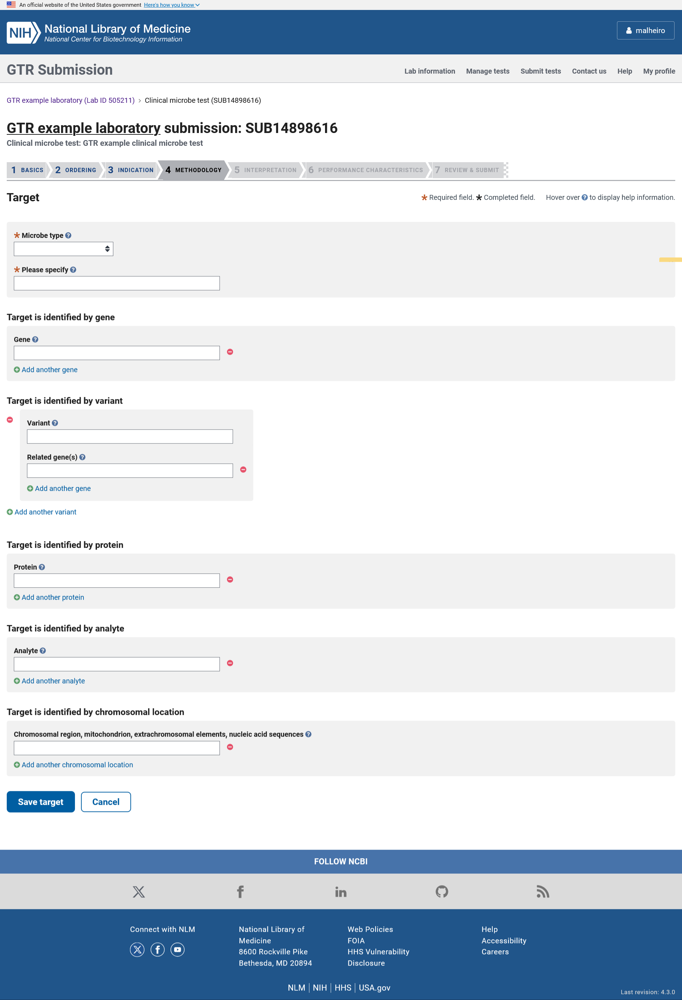 An official website of the United States government Here's how you know
NIH National Library of Medicine
National Center for Biotechnology Information
malheiro
GTR Submission
Lab information Manage tests Submit tests Contact us Help My profile
GTR example laboratory (Lab ID 505211) › Clinical microbe test (SUB14898616)
GTR example laboratory submission: SUB14898616
Clinical microbe test: GTR example clinical microbe test
1 BASICS 2 ORDERING 3 INDICATION 4 METHODOLOGY 5 INTERPRETATION 6 PERFORMANCE CHARACTERISTICS 7 REVIEW & SUBMIT
Target
* Required field. * Completed field. Hover over ? to display help information.
* Microbe type ?
* Please specify ?
Target is identified by gene
Gene ?
Add another gene
Target is identified by variant
Variant ?
Related gene(s) ?
Add another gene
Add another variant
Target is identified by protein
Protein ?
Add another protein
Target is identified by analyte
Analyte ?
Add another analyte
Target is identified by chromosomal location
Chromosomal region, mitochondrion, extrachromosomal elements, nucleic acid sequences ?
Add another chromosomal location
Save target Cancel
FOLLOW NCBI
Connect with NLM
National Library of
Medicine
8600 Rockville Pike
Bethesda, MD 20894
Web Policies
FOIA
HHS Vulnerability
Disclosure
Help
Accessibility
Careers
NLM NIH HHS USA.gov
Last revision: 4.3.0